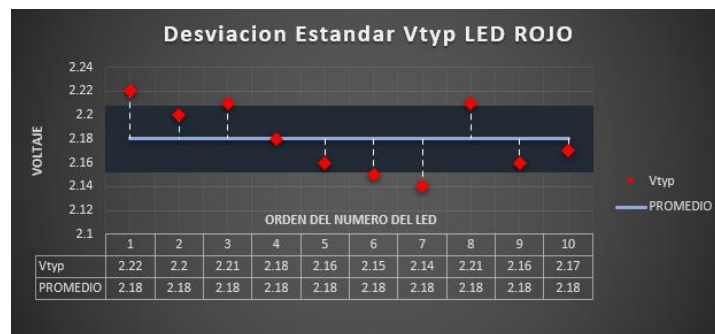 Desviacion Estandar Vtyp LED ROJO
2.24
2.22
2.2
2.18
2.16
2.14
2.12
2.1
VOLTAJE
ORDEN DEL NUMERO DEL LED
1 2 3 4 5 6 7 8 9 10
Vtyp 2.22 2.2 2.21 2.18 2.16 2.15 2.14 2.21 2.16 2.17
PROMEDIO 2.18 2.18 2.18 2.18 2.18 2.18 2.18 2.18 2.18 2.18
Vtyp
PROMEDIO